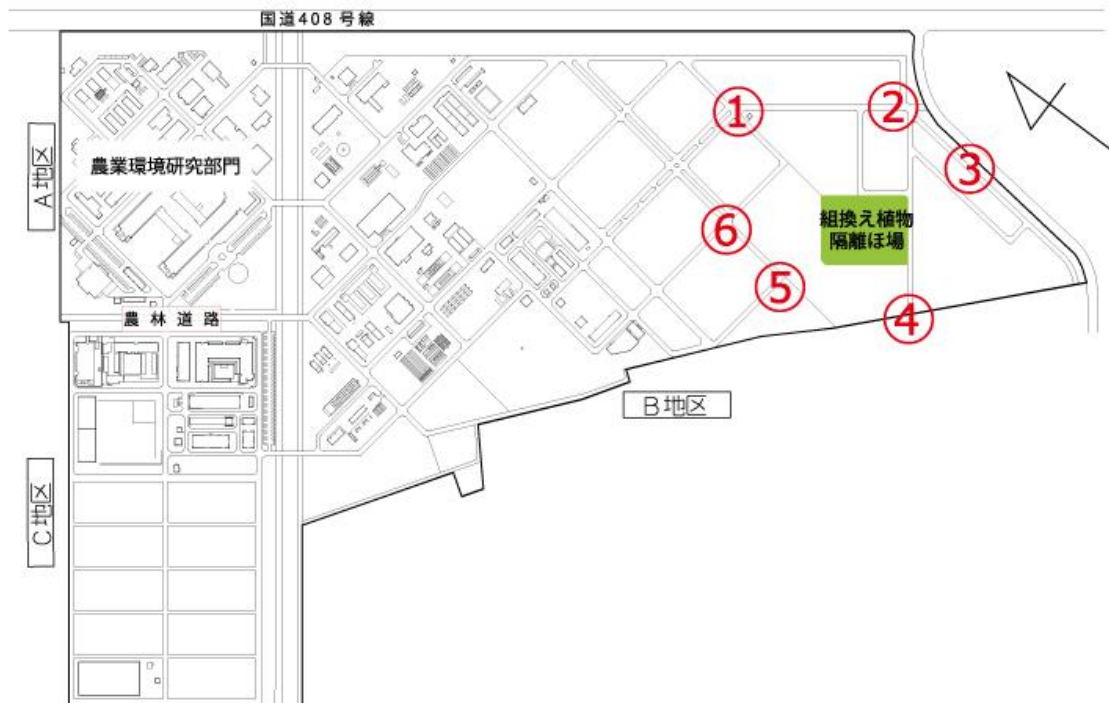 国道408号線
①
②
③
A地区
農業環境研究部門
組換え植物
隔離ほ場
⑥
⑤
農林道路
④
B地区
C地区